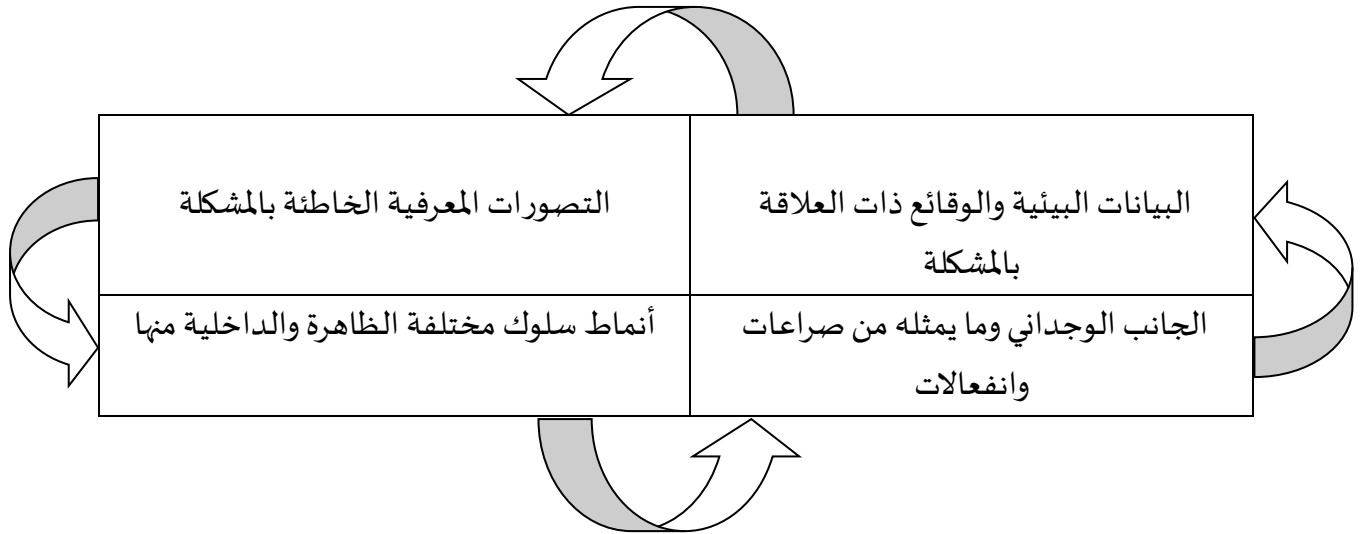 البيانات البيئية والوقائع ذات العلاقة
بالمشكلة
التصورات المعرفية الخاطئة بالمشكلة
الجانب الوجداني وما يمثله من صراعات
وانفعالات
أنماط سلوك مختلفة الظاهرة والداخلية منها